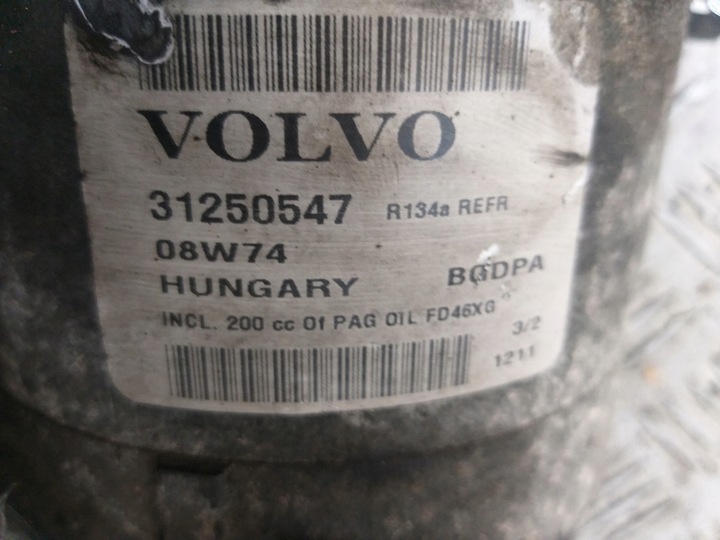 VOLVO
31250547 R134a REFR
08W74
HUNGARY BGDPA
INCL. 200 cc Of PAG OIL FD46XG
3/2
1211